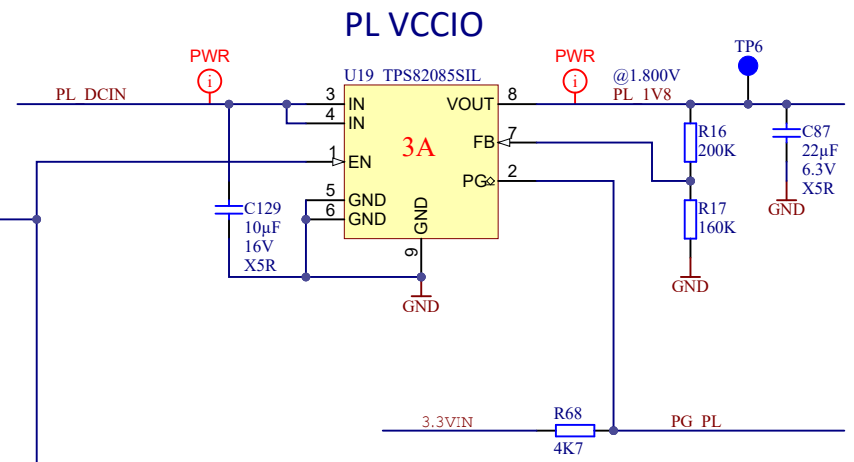 PL VCCIO
PWR
i
PL_DCIN
U19 TPS82085SIL
3 IN
4 IN
1 EN
5 GND
6 GND
GND
9
3A
VOUT 8
FB 7
PG 2
PWR
i
@1.800V
PL_1V8
TP6
R16
200K
R17
160K
GND
C87
22µF
6.3V
X5R
GND
C129
10µF
16V
X5R
GND
3.3VIN
R68
4K7
PG_PL